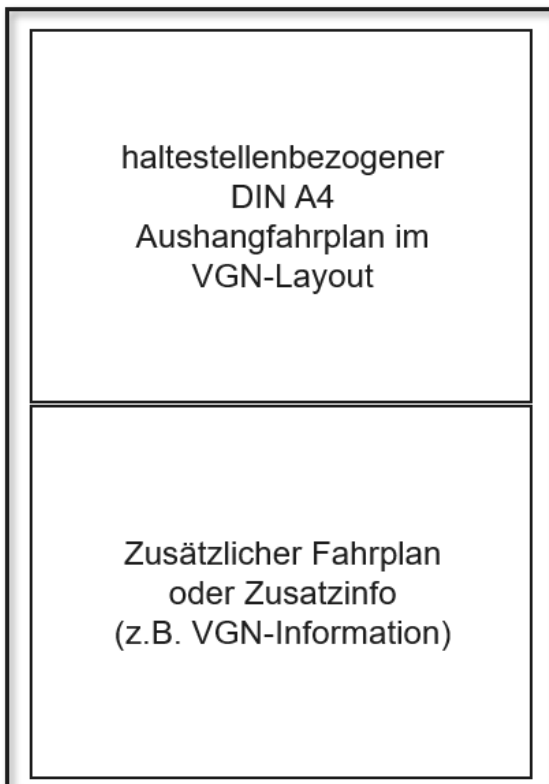 haltestellenbezogener
DIN A4
Aushangfahrplan im
VGN-Layout
Zusätzlicher Fahrplan
oder Zusatzinfo
(z.B. VGN-Information)